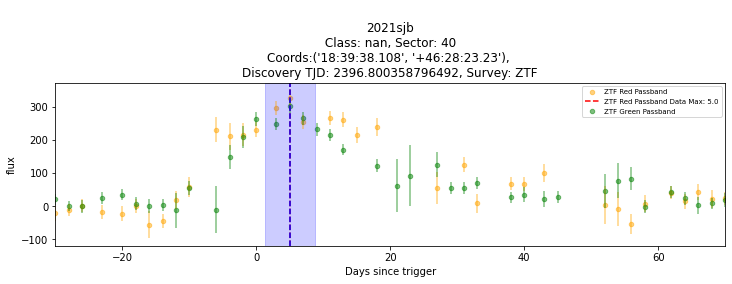 2021sjb
Class: nan, Sector: 40
Coords:('18:39:38.108', '+46:28:23.23'),
Discovery TJD: 2396.800358796492, Survey: ZTF
ZTF Red Passband
ZTF Red Passband Data Max: 5.0
ZTF Green Passband
300
200
100
0
−100
flux
−20
0
20
40
60
Days since trigger